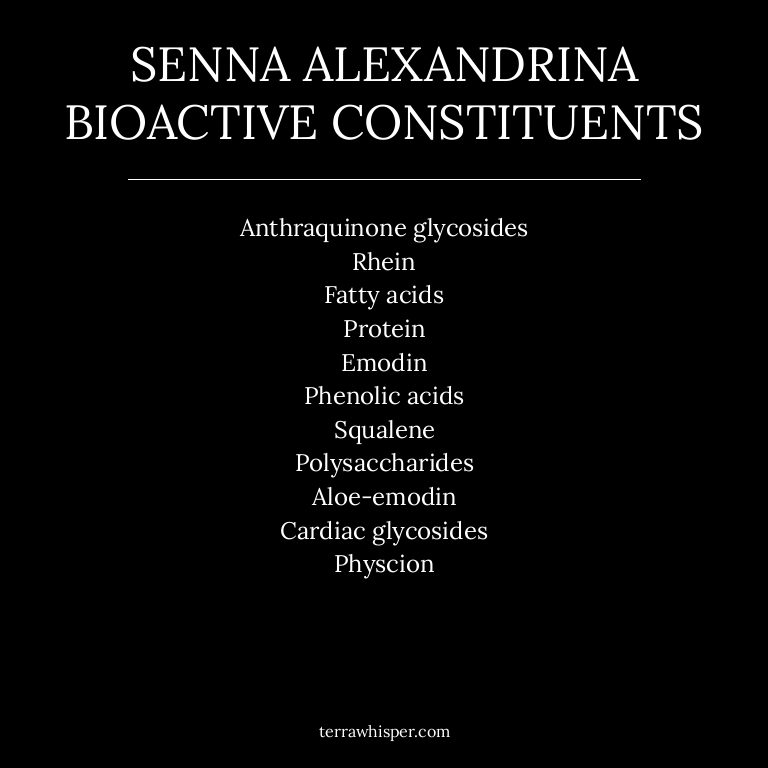 SENNA ALEXANDRINA
BIOACTIVE CONSTITUENTS
Anthraquinone glycosides
Rhein
Fatty acids
Protein
Emodin
Phenolic acids
Squalene
Polysaccharides
Aloe-emodin
Cardiac glycosides
Physcion
terrawhisper.com